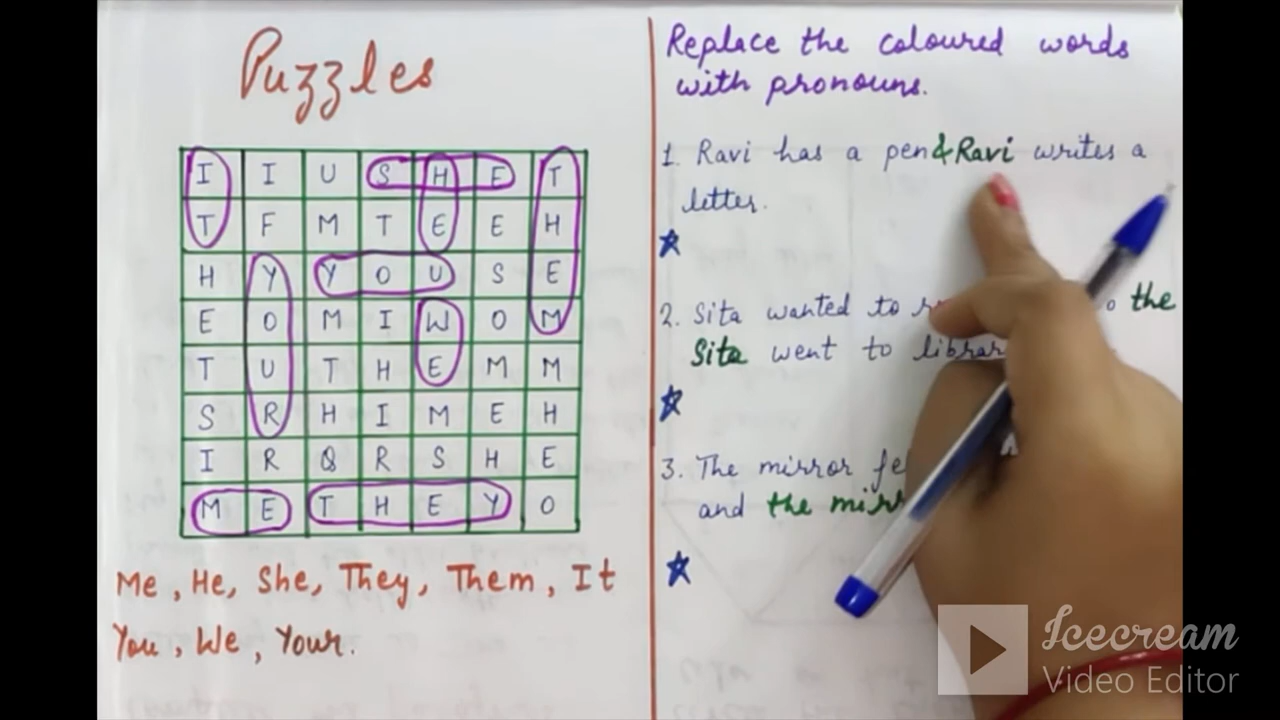 Puzzles
I I U S H E T
T F M T E E H
H Y Y O U S E
E O M I W O M
T U T H E M M
S R H I M E H
I R Q R S H E
M E T H E Y O
Me, He, She, They, Them, It
You, We, Your.
Replace the coloured words
with pronouns.
1. Ravi has a pen & Ravi writes a
letter.
2. Sita wanted to the
Sita went to
3. The mirror
and the
Icecream
Video Editor